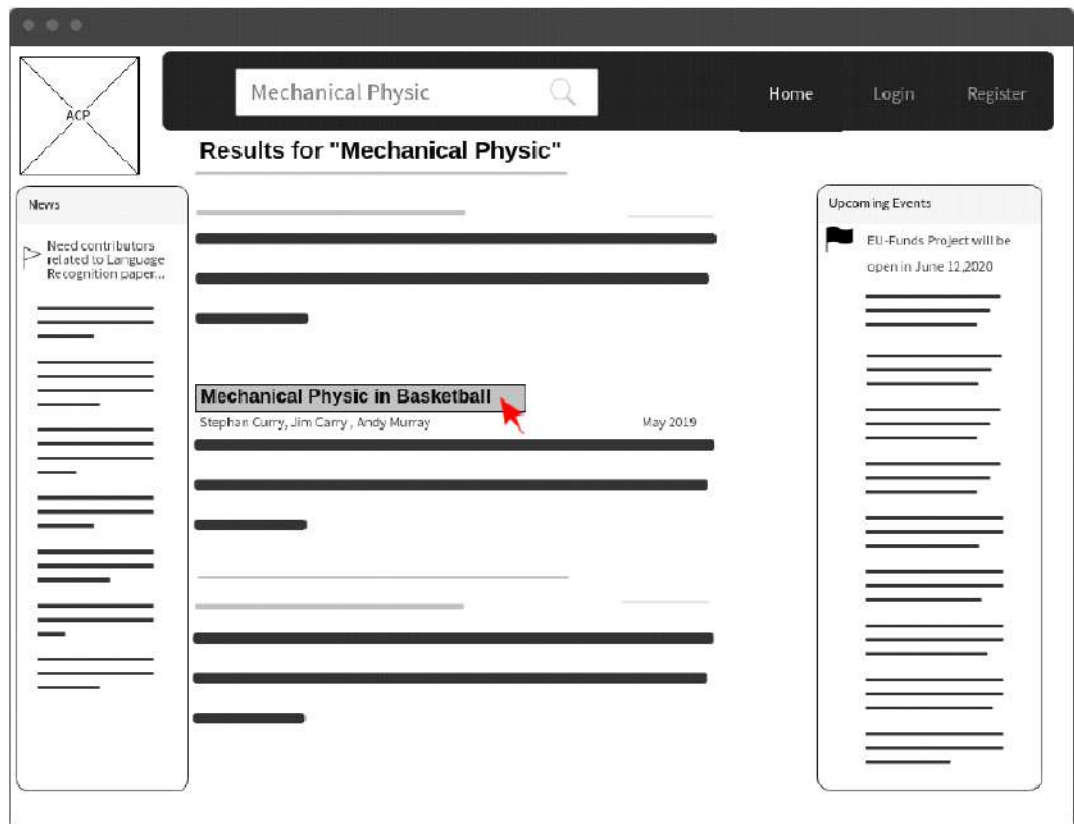 ACP
Mechanical Physic
Home
Login
Register
Results for "Mechanical Physic"
News
Need contributors
related to Language
Recognition paper...
Mechanical Physic in Basketball
Stephan Curry, Jim Carry , Andy Murray
May 2019
Upcoming Events
EU-Funds Project will be
open in June 12,2020